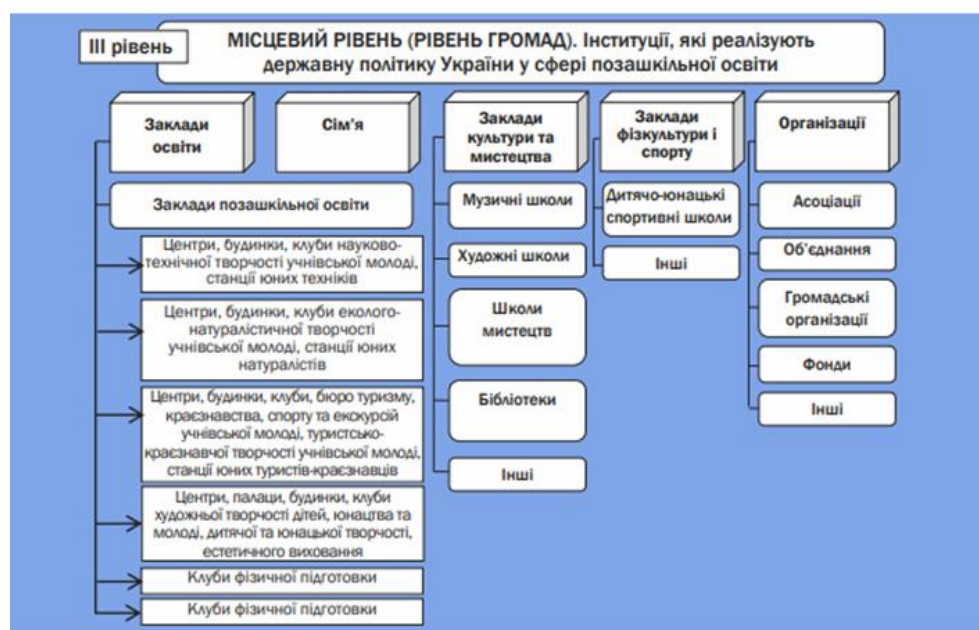 III рівень
МІСЦЕВИЙ РІВЕНЬ (РІВЕНЬ ГРОМАД). Інституції, які реалізують
державну політику України у сфері позашкільної освіти
Заклади
освіти
Заклади позашкільної освіти
Центри, будинки, клуби науково-
технічної творчості учнівської молоді,
станції юних техніків
Центри, будинки, клуби еколого-
натуралістичної творчості
учнівської молоді, станції юних
натуралістів
Центри, будинки, клуби, бюро туризму,
краєзнавства, спорту та екскурсій
учнівської молоді, туристсько-
краєзнавчої творчості учнівської молоді,
станції юних туристів-краєзнавців
Центри, палаци, будинки, клуби
художньої творчості дітей, юнацтва та
молоді, дитячої та юнацької творчості,
естетичного виховання
Клуби фізичної підготовки
Клуби фізичної підготовки
Сім'я
Заклади
культури та
мистецтва
Музичні школи
Художні школи
Школи
мистецтв
Бібліотеки
Інші
Заклади
фізкультури і
спорту
Дитячо-юнацькі
спортивні школи
Інші
Організації
Асоціації
Об'єднання
Громадські
організації
Фонди
Інші